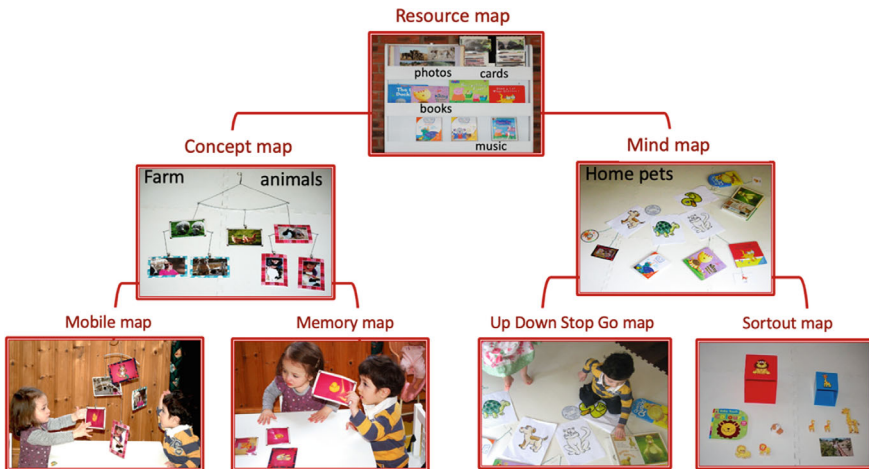 Resource map
photos cards
books
music
Concept map
Mind map
Farm animals
Home pets
Mobile map
Memory map
Up Down Stop Go map
Sortout map